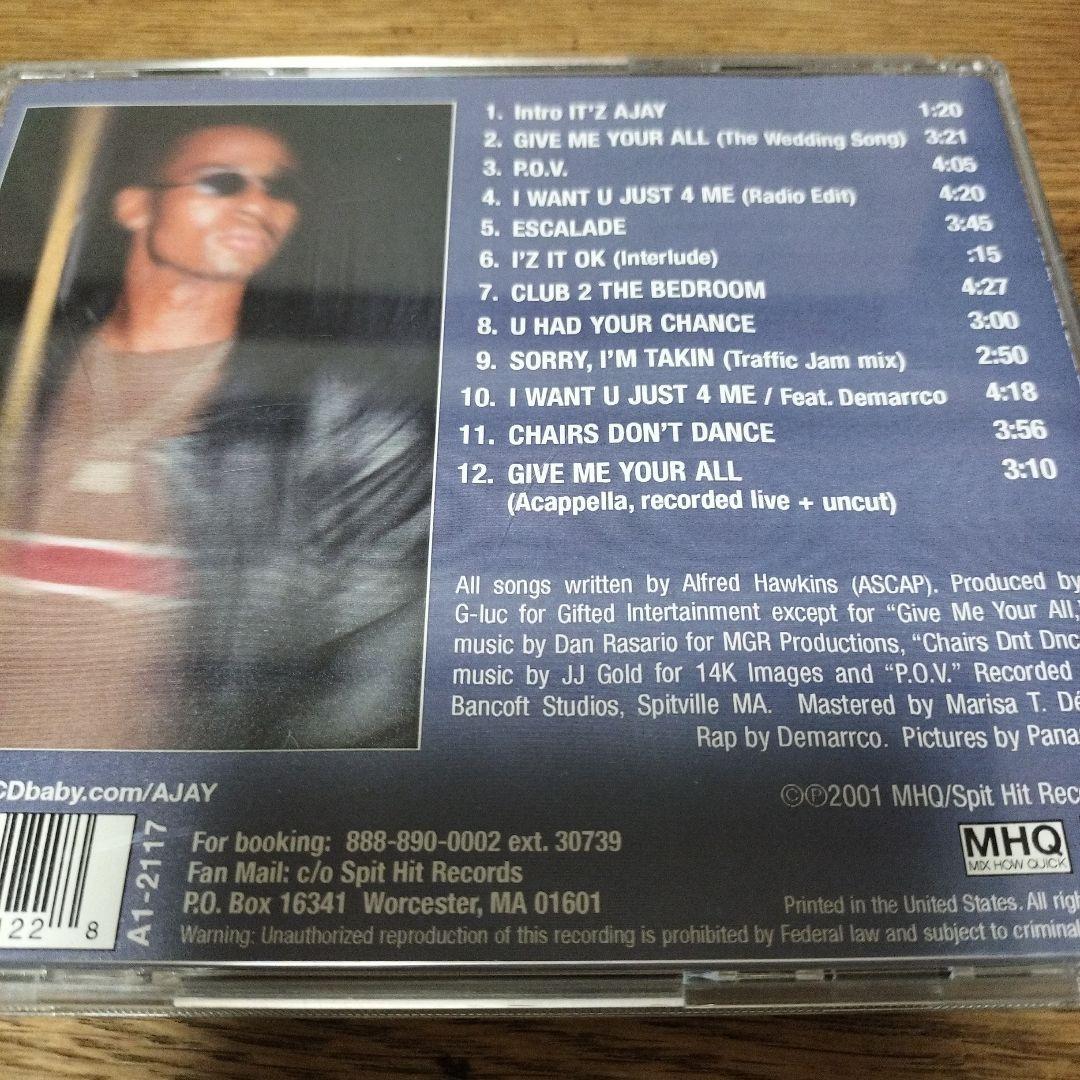 1. Intro IT'Z AJAY 1:20
2. GIVE ME YOUR ALL (The Wedding Song) 3:21
3. P.O.V. 4:05
4. I WANT U JUST 4 ME (Radio Edit) 4:20
5. ESCALADE 3:45
6. I'Z IT OK (Interlude) :15
7. CLUB 2 THE BEDROOM 4:27
8. U HAD YOUR CHANCE 3:00
9. SORRY, I'M TAKIN (Traffic Jam mix) 2:50
10. I WANT U JUST 4 ME / Feat. Demarrco 4:18
11. CHAIRS DON'T DANCE 3:56
12. GIVE ME YOUR ALL 3:10
(Acappella, recorded live + uncut)
All songs written by Alfred Hawkins (ASCAP). Produced by
G-luc for Gifted Intertainment except for "Give Me Your All,
music by Dan Rasario for MGR Productions, "Chairs Dnt Dnc
music by JJ Gold for 14K Images and "P.O.V." Recorded
Bancoft Studios, Spitville MA. Mastered by Marisa T. Dé
Rap by Demarrco. Pictures by Pana
CDbaby.com/AJAY
©℗2001 MHQ/Spit Hit Reco
For booking: 888-890-0002 ext. 30739
Fan Mail: c/o Spit Hit Records
P.O. Box 16341 Worcester, MA 01601
MHQ
MIX HOW QUICK
Printed in the United States. All righ
Warning: Unauthorized reproduction of this recording is prohibited by Federal law and subject to criminal
A1-2117
122 8